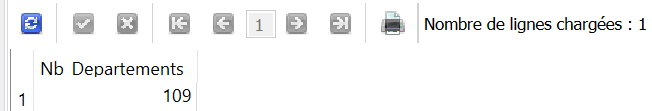 1
Nombre de lignes chargées : 1
Nb Departements
1 109